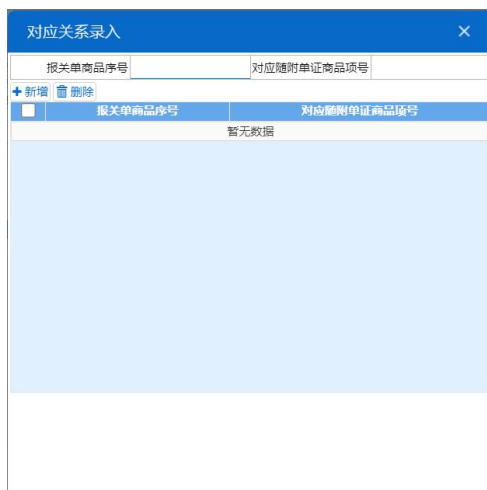 对应关系录入
报关单商品序号 对应随附单证商品项号
新增 删除
报关单商品序号 对应随附单证商品项号
暂无数据